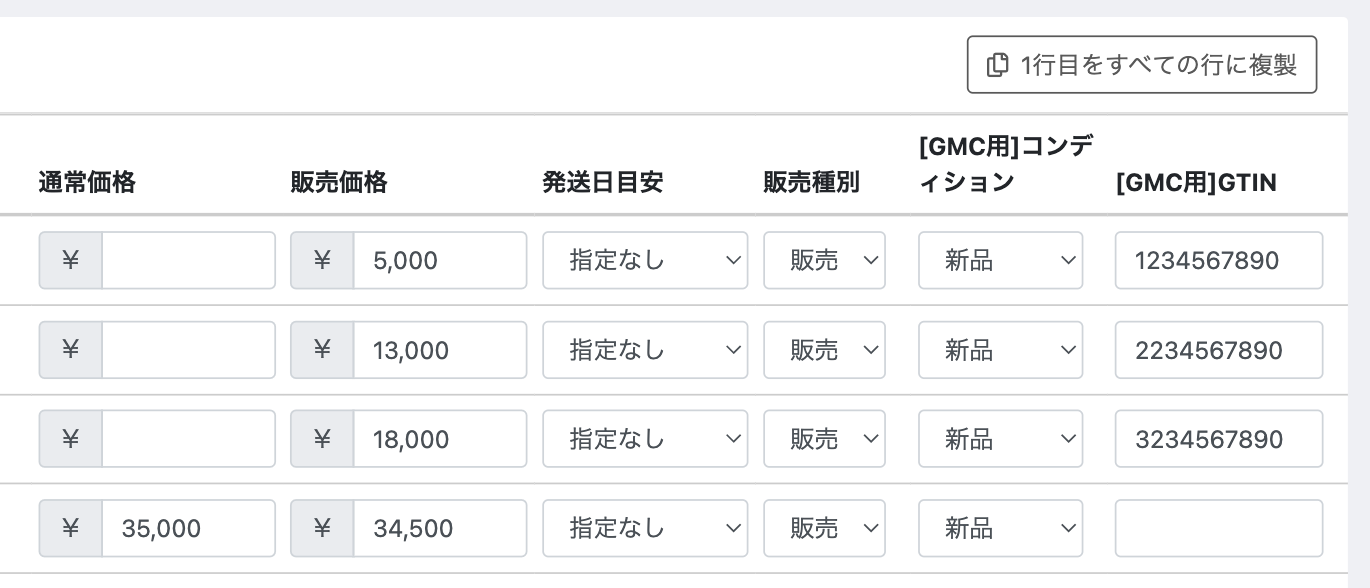 1行目をすべての行に複製
通常価格 販売価格 発送日目安 販売種別 [GMC用]コンディション [GMC用]GTIN
¥ ¥ 5,000 指定なし 販売 新品 1234567890
¥ ¥ 13,000 指定なし 販売 新品 2234567890
¥ ¥ 18,000 指定なし 販売 新品 3234567890
¥ 35,000 ¥ 34,500 指定なし 販売 新品